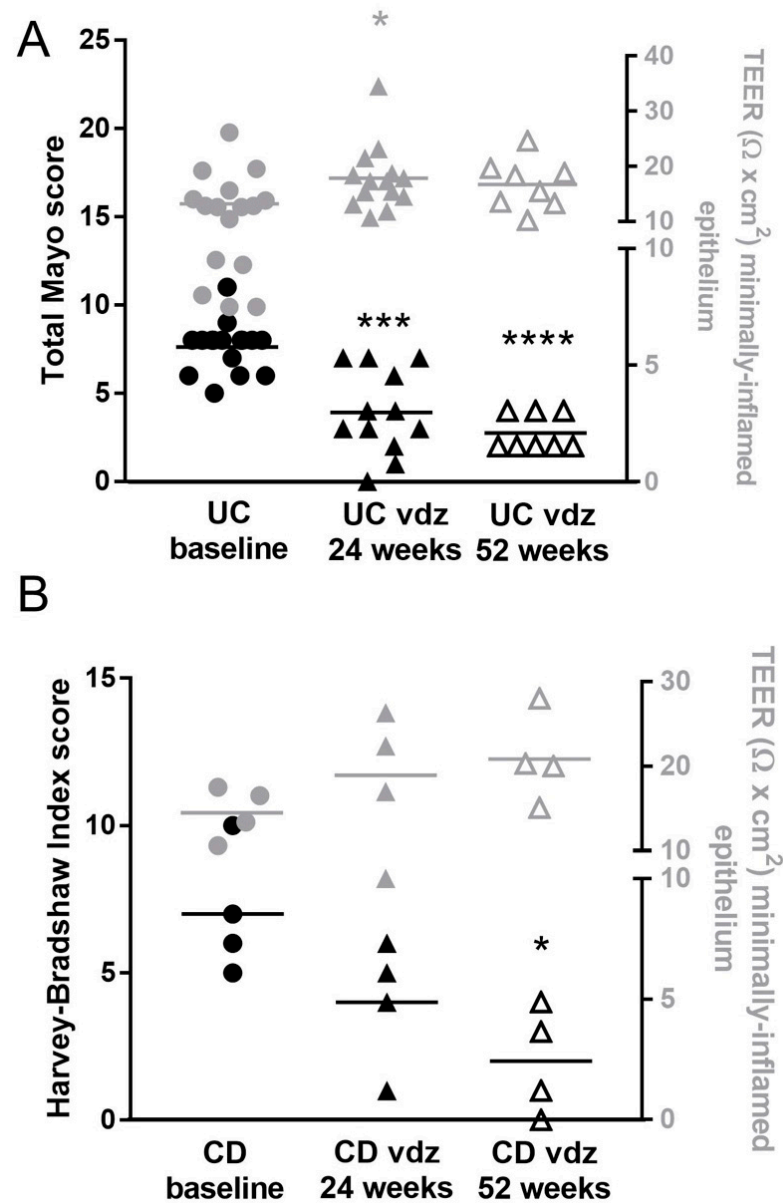 A
*
25
20
15
10
5
0
Total Mayo score
***
****
40
30
20
10
10
5
0
TEER (Ω x cm²) minimally-inflamed
epithelium
UC
baseline
UC vdz
24 weeks
UC vdz
52 weeks
B
15
10
5
0
Harvey-Bradshaw Index score
*
30
20
10
10
5
0
TEER (Ω x cm²) minimally-inflamed
epithelium
CD
baseline
CD vdz
24 weeks
CD vdz
52 weeks